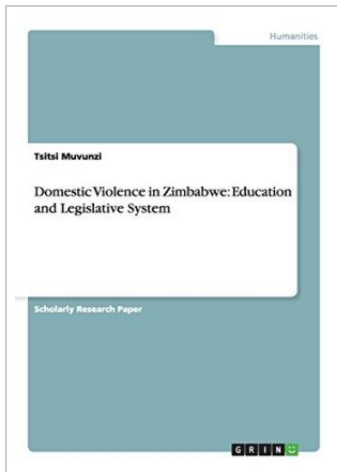 Humanities
Tsitsi Muvunzi
Domestic Violence in Zimbabwe: Education
and Legislative System
Scholarly Research Paper
GRIN